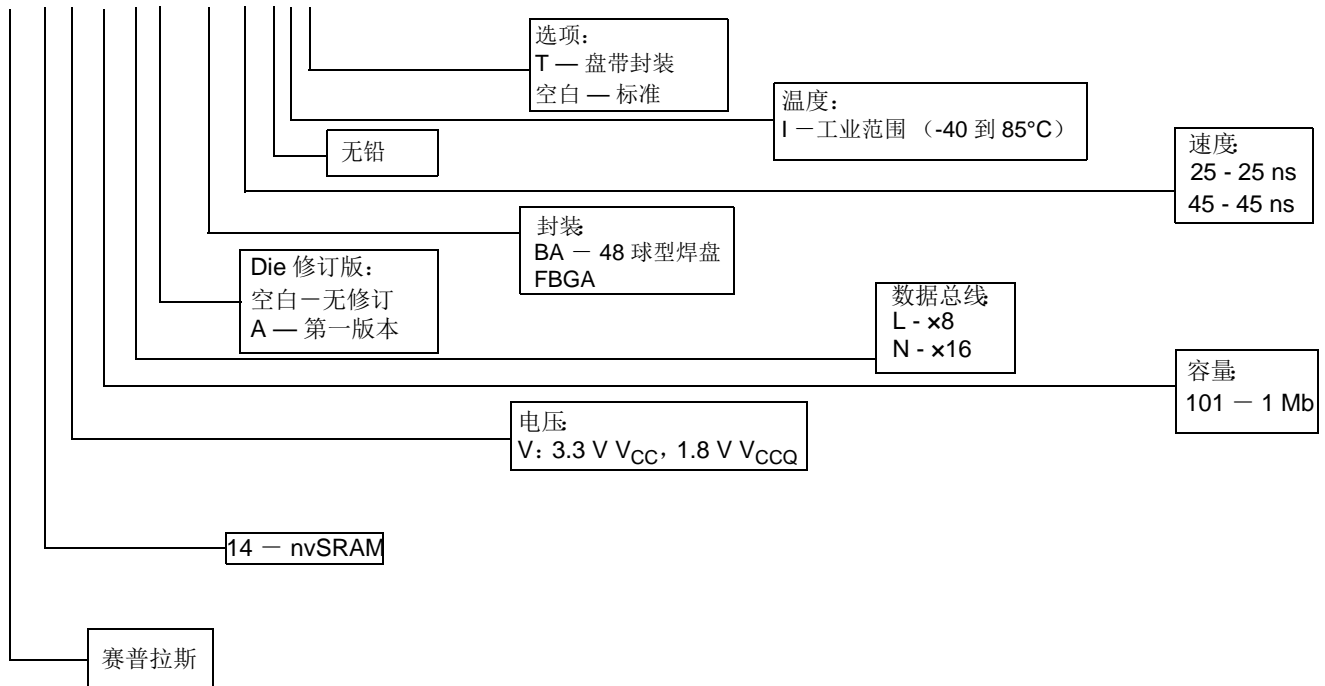 选项:
T — 盘带封装
空白 — 标准
温度:
I －工业范围 （-40 到 85°C）
无铅
速度:
25 - 25 ns
45 - 45 ns
封装:
BA － 48 球型焊盘
FBGA
Die 修订版:
空白－无修订
A — 第一版本
数据总线:
L - ×8
N - ×16
容量:
101 － 1 Mb
电压:
V: 3.3 V VCC, 1.8 V VCCQ
14 － nvSRAM
赛普拉斯